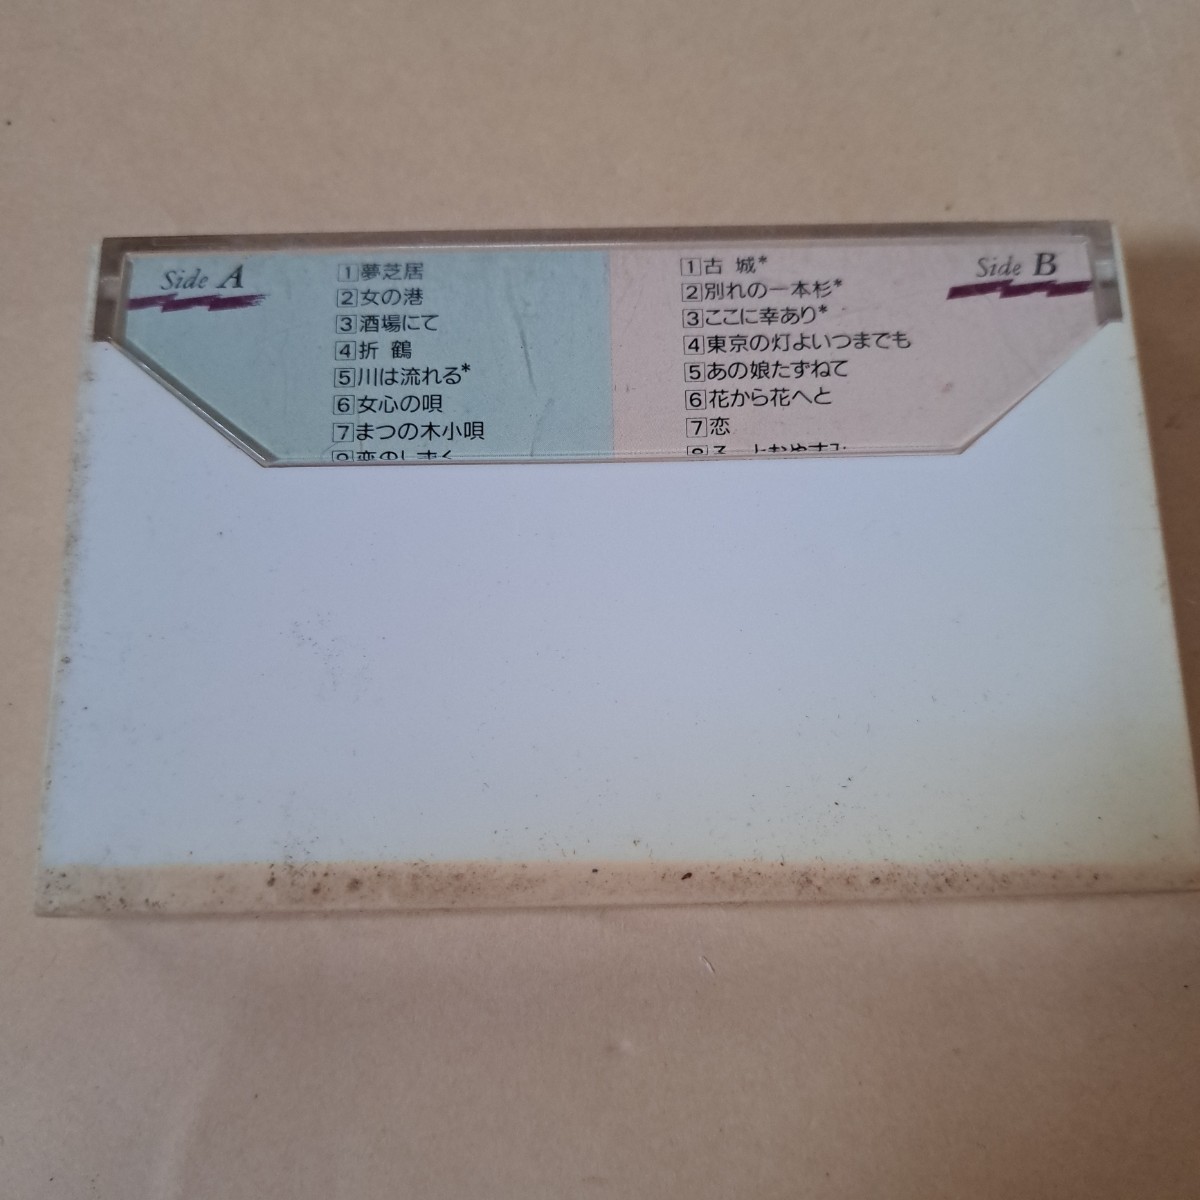 Side A
1 夢芝居
2 女の港
3 酒場にて
4 折 鶴
5 川は流れる*
6 女心の唄
7 まつの木小唄
Side B
1 古 城*
2 別れの一本杉*
3 ここに幸あり*
4 東京の灯よいつまでも
5 あの娘たずねて
6 花から花へと
7 恋